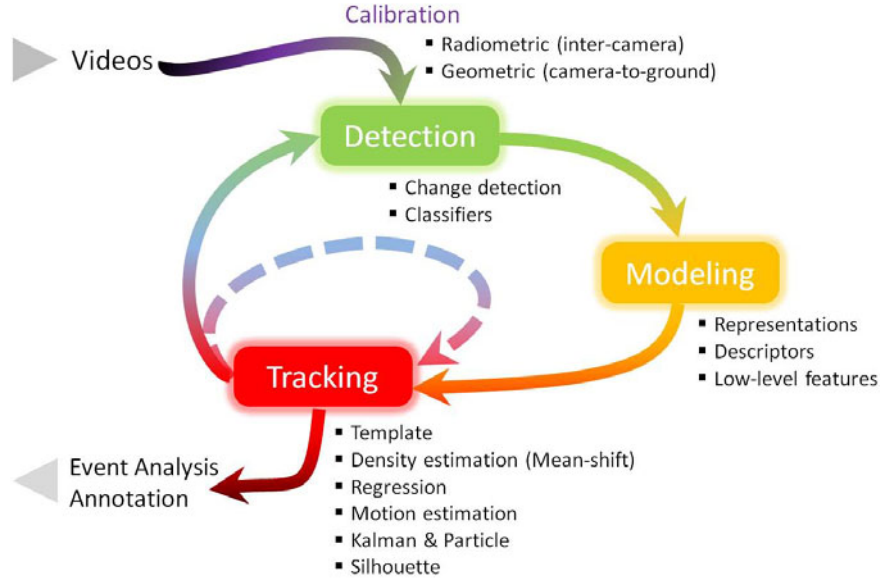 Calibration
▪ Radiometric (inter-camera)
▪ Geometric (camera-to-ground)
Videos
Detection
▪ Change detection
▪ Classifiers
Modeling
▪ Representations
▪ Descriptors
▪ Low-level features
Tracking
▪ Template
▪ Density estimation (Mean-shift)
▪ Regression
▪ Motion estimation
▪ Kalman & Particle
▪ Silhouette
Event Analysis
Annotation